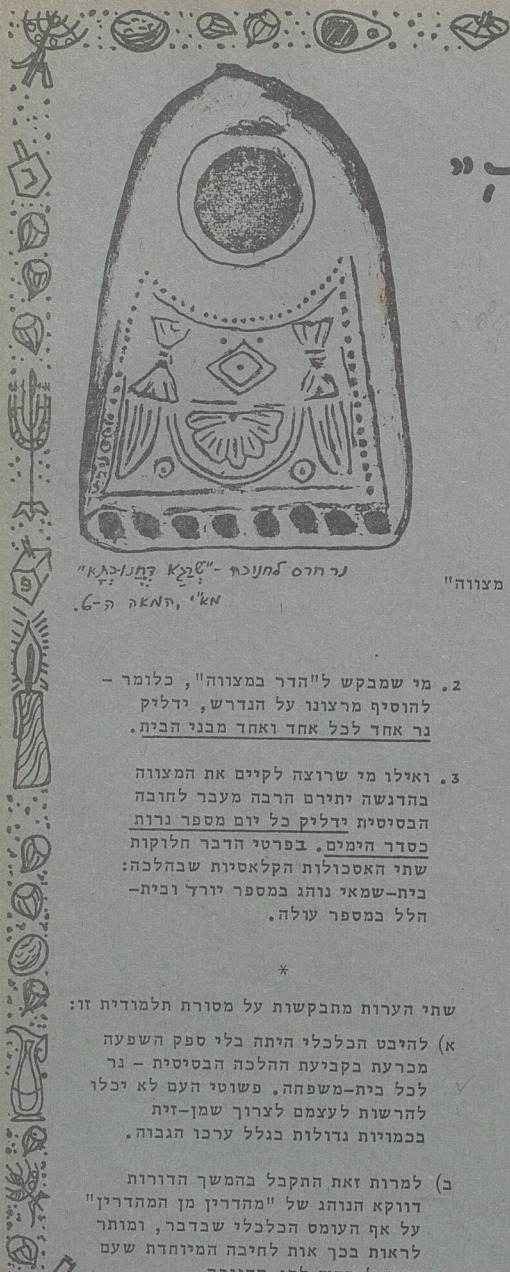 נר חרס לחנוכה - "שְׁרָגָא דַּחֲנוּכְּתָא"
מא"י, המאה ה-6.
מצווה"
2. מי שמבקש ל"הדר במצווה", כלומר -
להוסיף מרצונו על הנדרש, ידליק
נר אחד לכל אחד ואחד מבני הבית.
3. ואילו מי שרוצה לקיים את המצווה
בהדגשה יתירם הרבה מעבר לחובה
הבסיסית ידליק כל יום מספר נרות
כסדר הימים. בפרטי הדבר חלוקות
שתי האסכולות הקלאסיות שבהלכה:
בית-שמאי נוהג במספר יורד ובית-
הלל במספר עולה.
*
שתי הערות מתבקשות על מסורת תלמודית זו:
א) להיבט הכלכלי היתה בלי ספק השפעה
מכרעת בקביעת ההלכה הבסיסית - נר
לכל בית-משפחה. פשוטי העם לא יכלו
להרשות לעצמם לצרוך שמן-זית
בכמויות גדולות בגלל ערכו הגבוה.
ב) למרות זאת התקבל בהמשך הדורות
דווקא הנוהג של "מהדרין מן המהדרין"
על אף העומס הכלכלי שבדבר, ומותר
לראות בכך אות לחיבה המיוחדת שעם